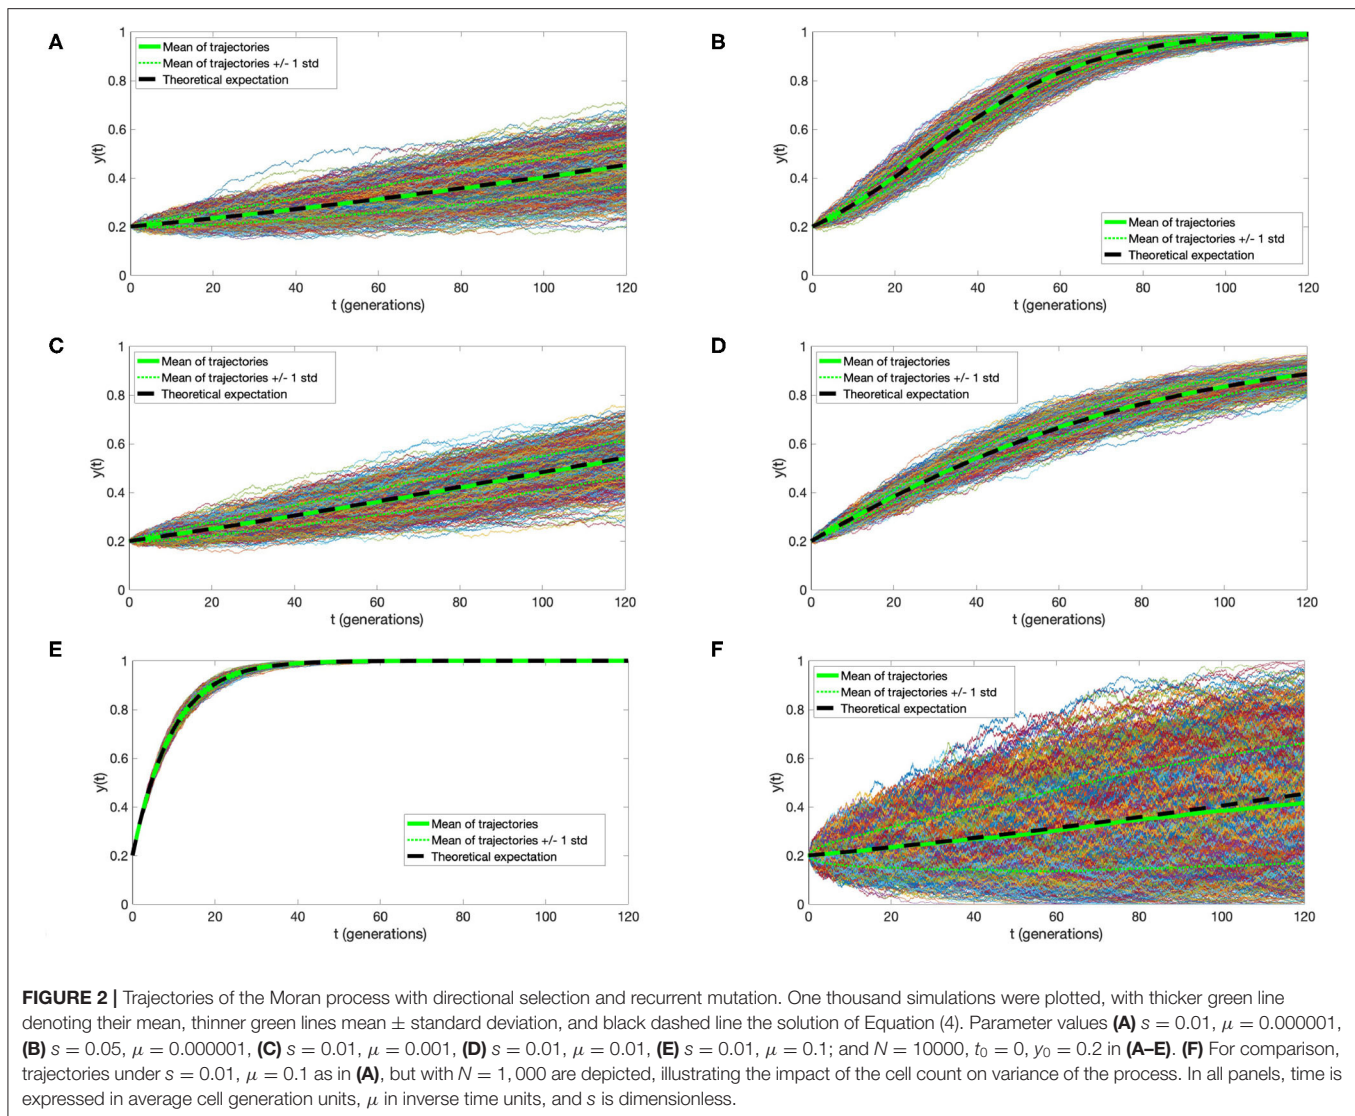 A
1
0.8
0.6
0.4
0.2
0
y(t)
Mean of trajectories
Mean of trajectories +/- 1 std
Theoretical expectation
0 20 40 60 80 100 120
t (generations)
B
1
0.8
0.6
0.4
0.2
0
y(t)
Mean of trajectories
Mean of trajectories +/- 1 std
Theoretical expectation
0 20 40 60 80 100 120
t (generations)
C
1
0.8
0.6
0.4
0.2
0
y(t)
Mean of trajectories
Mean of trajectories +/- 1 std
Theoretical expectation
0 20 40 60 80 100 120
t (generations)
D
1
0.8
0.6
0.4
0.2
0
y(t)
Mean of trajectories
Mean of trajectories +/- 1 std
Theoretical expectation
0 20 40 60 80 100 120
t (generations)
E
1
0.8
0.6
0.4
0.2
0
y(t)
Mean of trajectories
Mean of trajectories +/- 1 std
Theoretical expectation
0 20 40 60 80 100 120
t (generations)
F
1
0.8
0.6
0.4
0.2
0
y(t)
Mean of trajectories
Mean of trajectories +/- 1 std
Theoretical expectation
0 20 40 60 80 100 120
t (generations)
FIGURE 2 | Trajectories of the Moran process with directional selection and recurrent mutation. One thousand simulations were plotted, with thicker green line
denoting their mean, thinner green lines mean ± standard deviation, and black dashed line the solution of Equation (4). Parameter values (A) s = 0.01, μ = 0.000001,
(B) s = 0.05, μ = 0.000001, (C) s = 0.01, μ = 0.001, (D) s = 0.01, μ = 0.01, (E) s = 0.01, μ = 0.1; and N = 10000, t₀ = 0, y₀ = 0.2 in (A–E). (F) For comparison,
trajectories under s = 0.01, μ = 0.1 as in (A), but with N = 1, 000 are depicted, illustrating the impact of the cell count on variance of the process. In all panels, time is
expressed in average cell generation units, μ in inverse time units, and s is dimensionless.